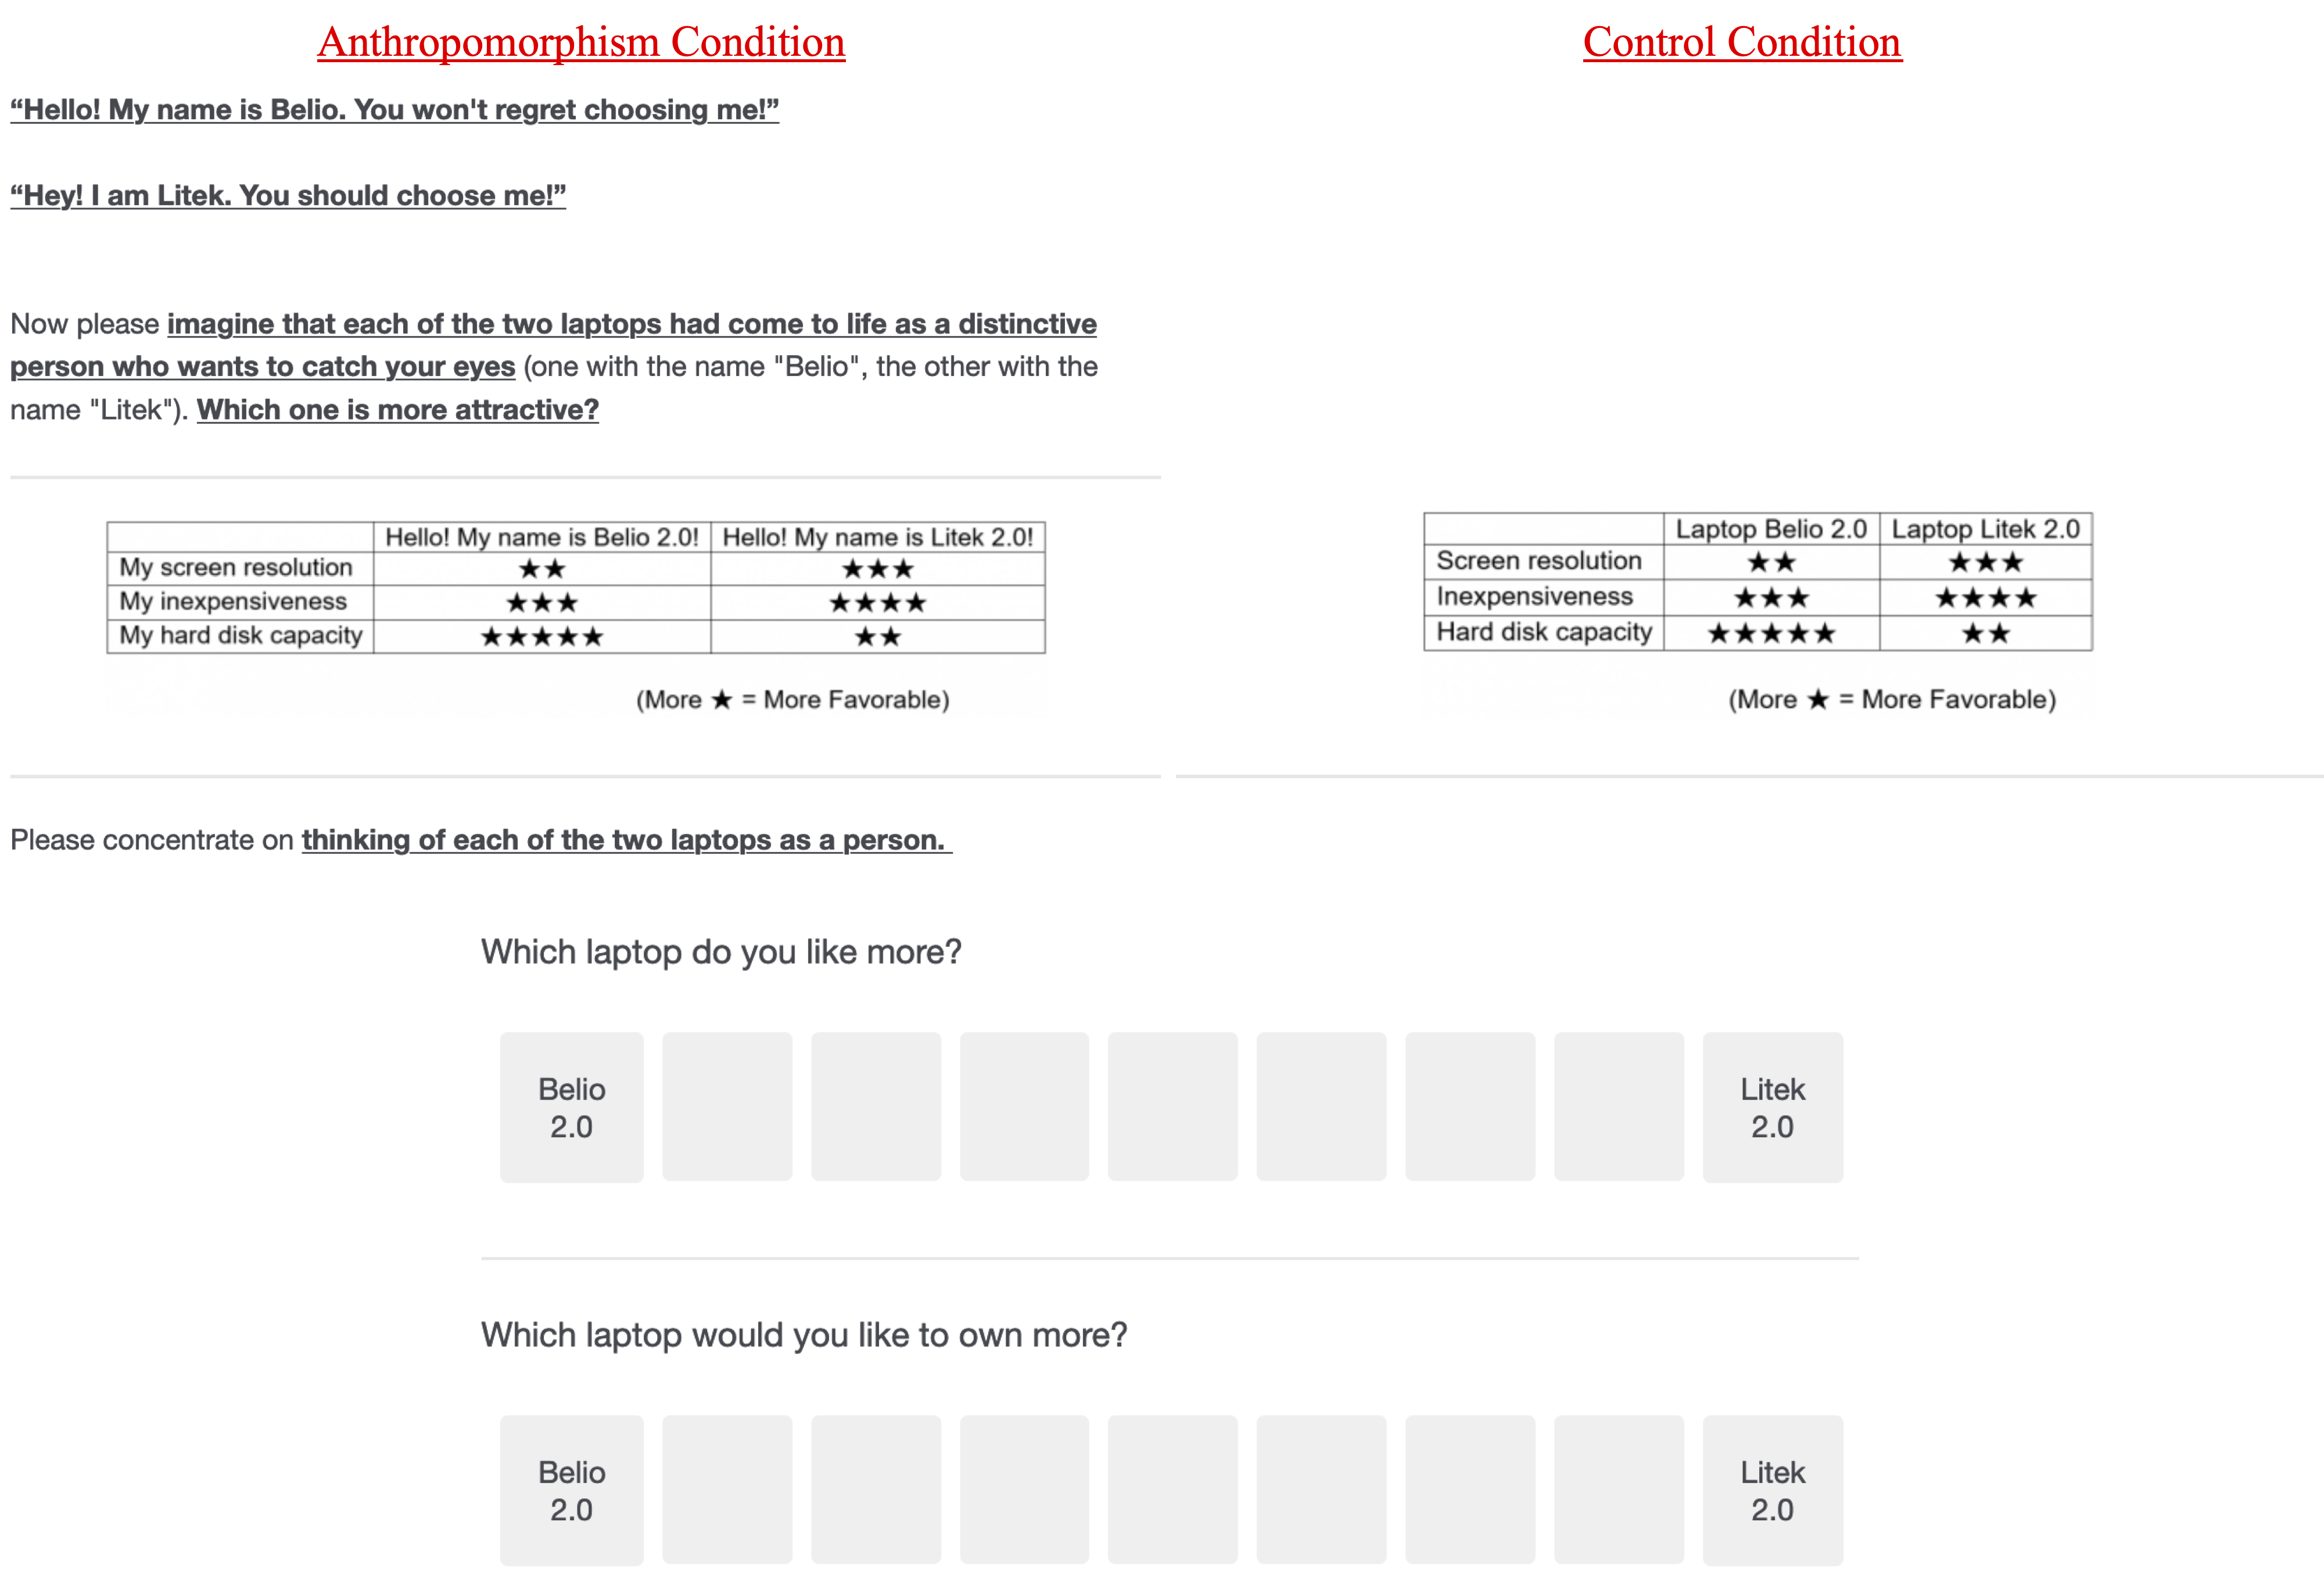 Anthropomorphism Condition
Control Condition
“Hello! My name is Belio. You won't regret choosing me!”
“Hey! I am Litek. You should choose me!”
Now please imagine that each of the two laptops had come to life as a distinctive
person who wants to catch your eyes (one with the name "Belio", the other with the
name "Litek"). Which one is more attractive?
Hello! My name is Belio 2.0! Hello! My name is Litek 2.0!
My screen resolution ★★ ★★★
My inexpensiveness ★★★ ★★★★
My hard disk capacity ★★★★★ ★★
(More ★ = More Favorable)
Laptop Belio 2.0 Laptop Litek 2.0
Screen resolution ★★ ★★★
Inexpensiveness ★★★ ★★★★
Hard disk capacity ★★★★★ ★★
(More ★ = More Favorable)
Please concentrate on thinking of each of the two laptops as a person.
Which laptop do you like more?
Belio
2.0
Litek
2.0
Which laptop would you like to own more?
Belio
2.0
Litek
2.0